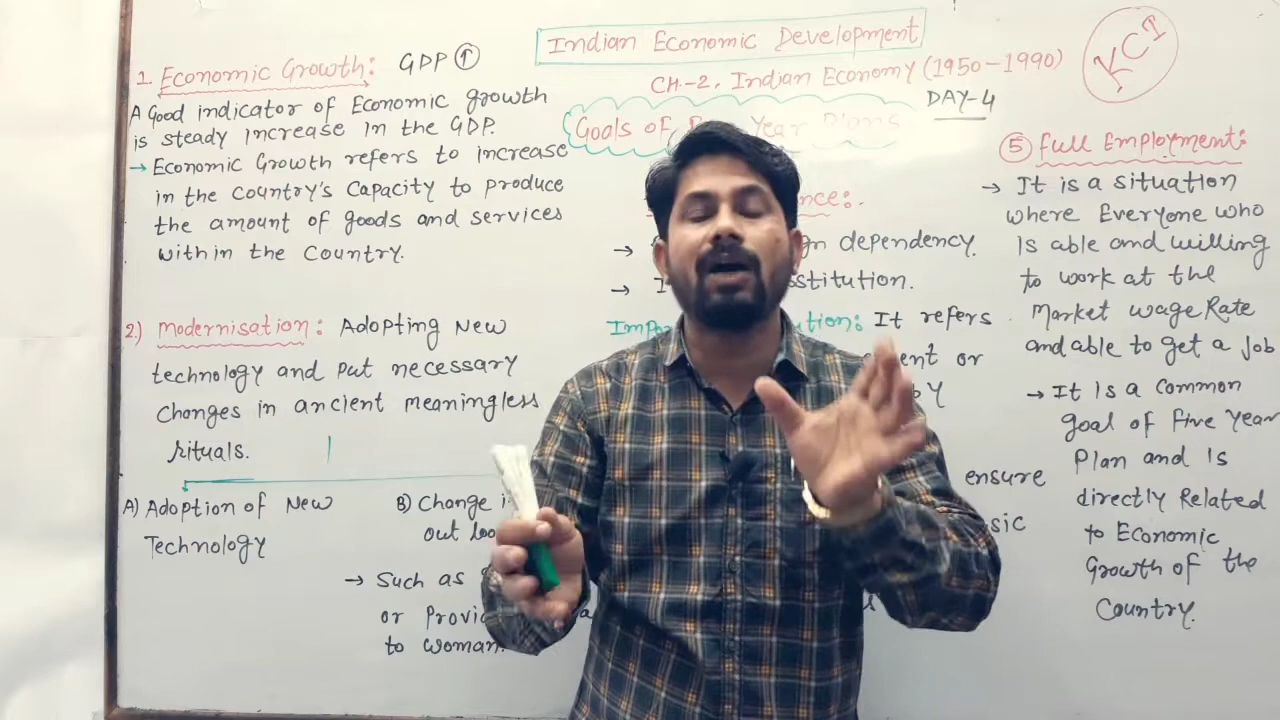 Indian Economic Development
CH-2, Indian Economy (1950-1990)
DAY-4
KCI
Goals of Year Plans
1. Economic Growth: GDP ↑
A Good indicator of Economic growth
is steady increase in the GDP.
→ Economic Growth refers to increase
in the Country's Capacity to produce
the amount of goods and services
within the Country.
2.) Modernisation: Adopting New
technology and put necessary
changes in ancient meaningless
rituals.
A) Adoption of New
Technology
B) Change
out
→ Such as
or
to woman.
→ dependency.
→
It refers
or
ensure
⑤ Full Employment:
→ It is a situation
where Everyone who
is able and willing
to work at the
Market wage Rate
and able to get a Job
→ It is a common
goal of five year
Plan and is
directly Related
to Economic
Growth of the
Country.